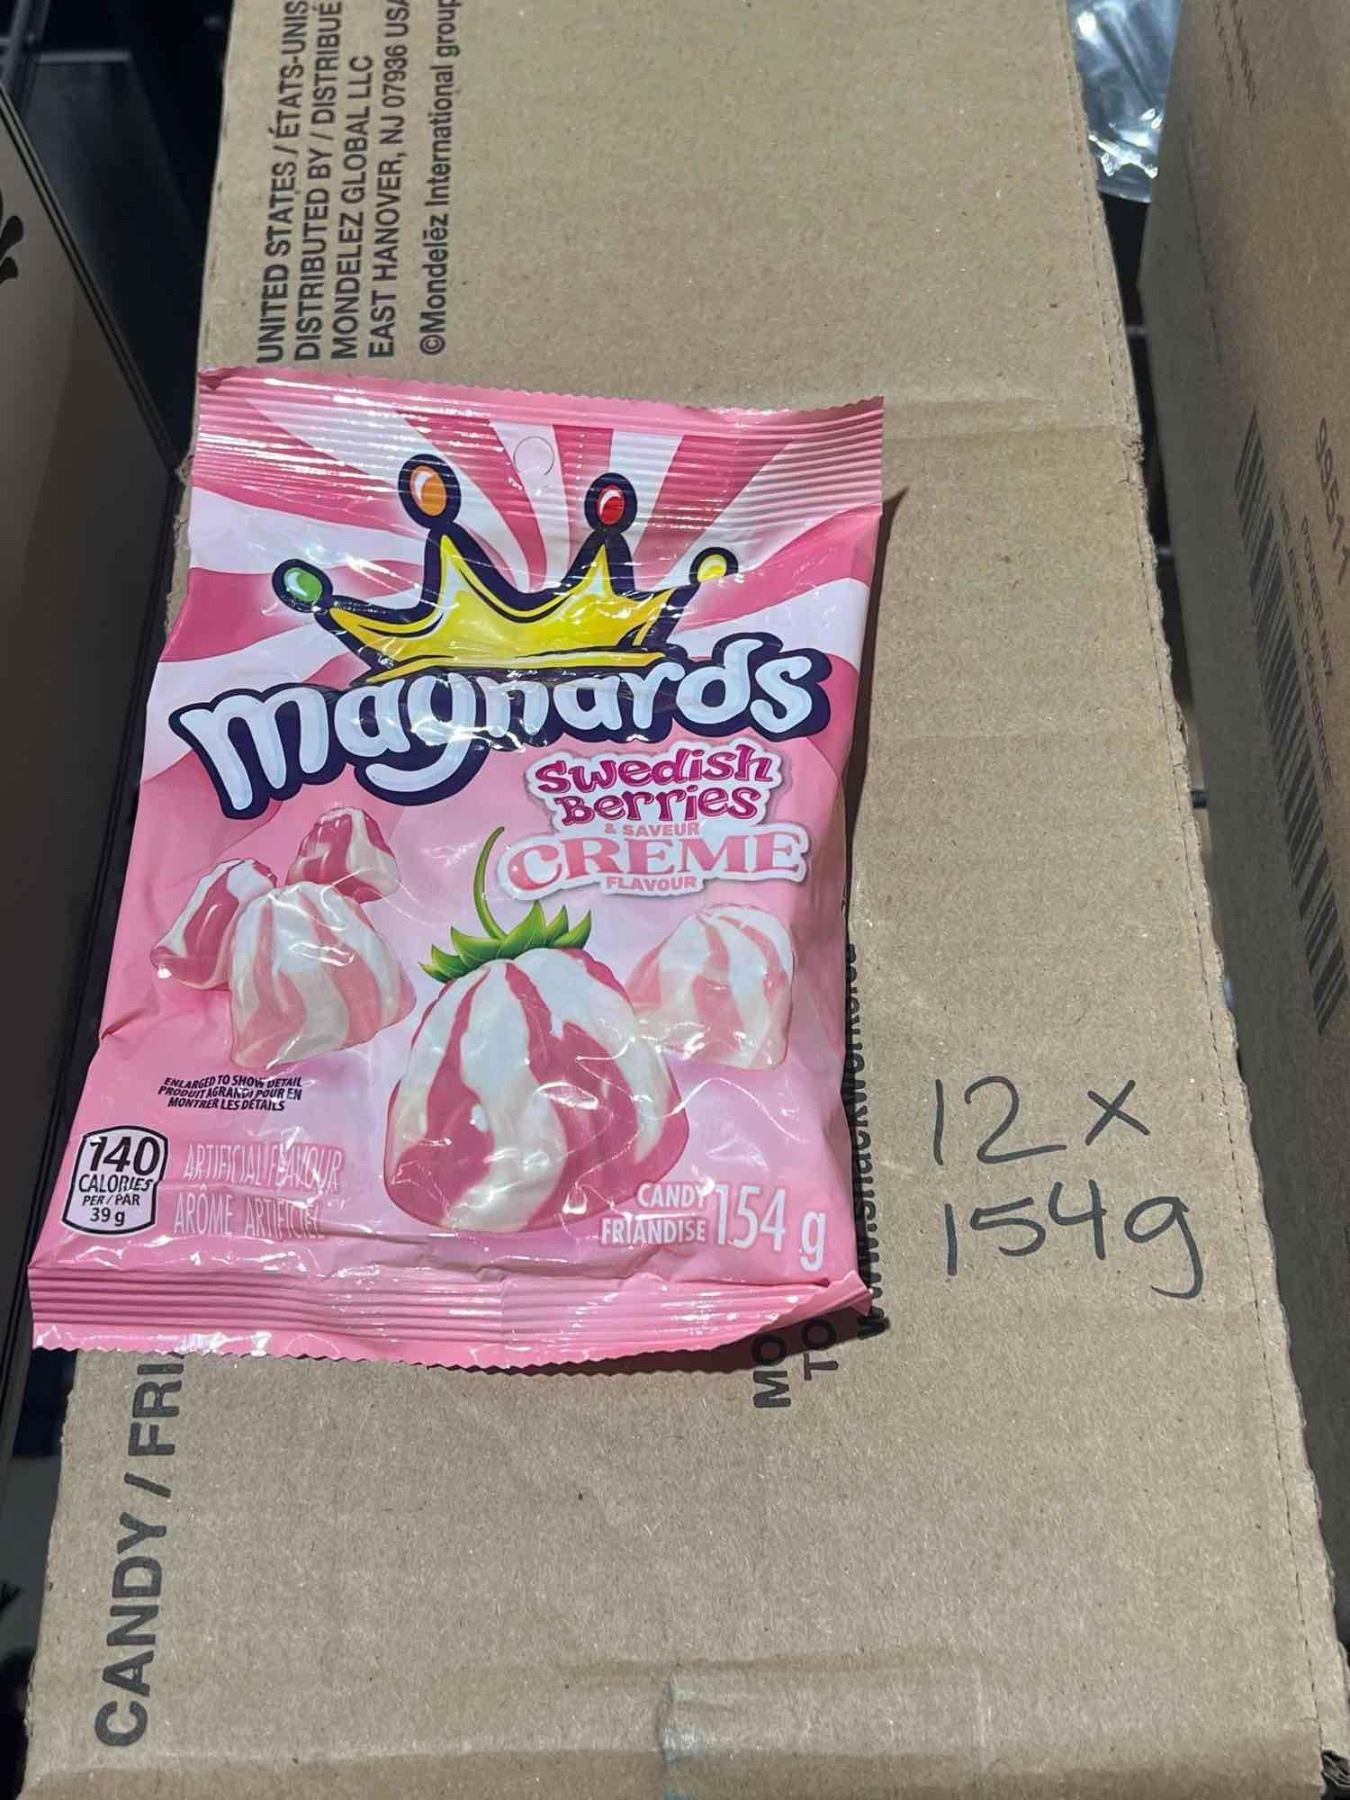 UNITED STATES / ÉTATS-UNIS
DISTRIBUTED BY / DISTRIBUÉ
MONDELEZ GLOBAL LLC
EAST HANOVER, NJ 07936 USA
©Mondelēz International group
maynards
Swedish
Berries
& SAVEUR
CREME
FLAVOUR
ENLARGED TO SHOW DETAIL
PRODUIT AGRANDI POUR EN
MONTRER LES DÉTAILS
140
CALORIES
PER / PAR
39 g
ARTIFICIAL FLAVOUR
ARÔME ARTIFICIEL
CANDY
FRIANDISE
154 g
12 x
154g
CANDY / FRI
MO
TO